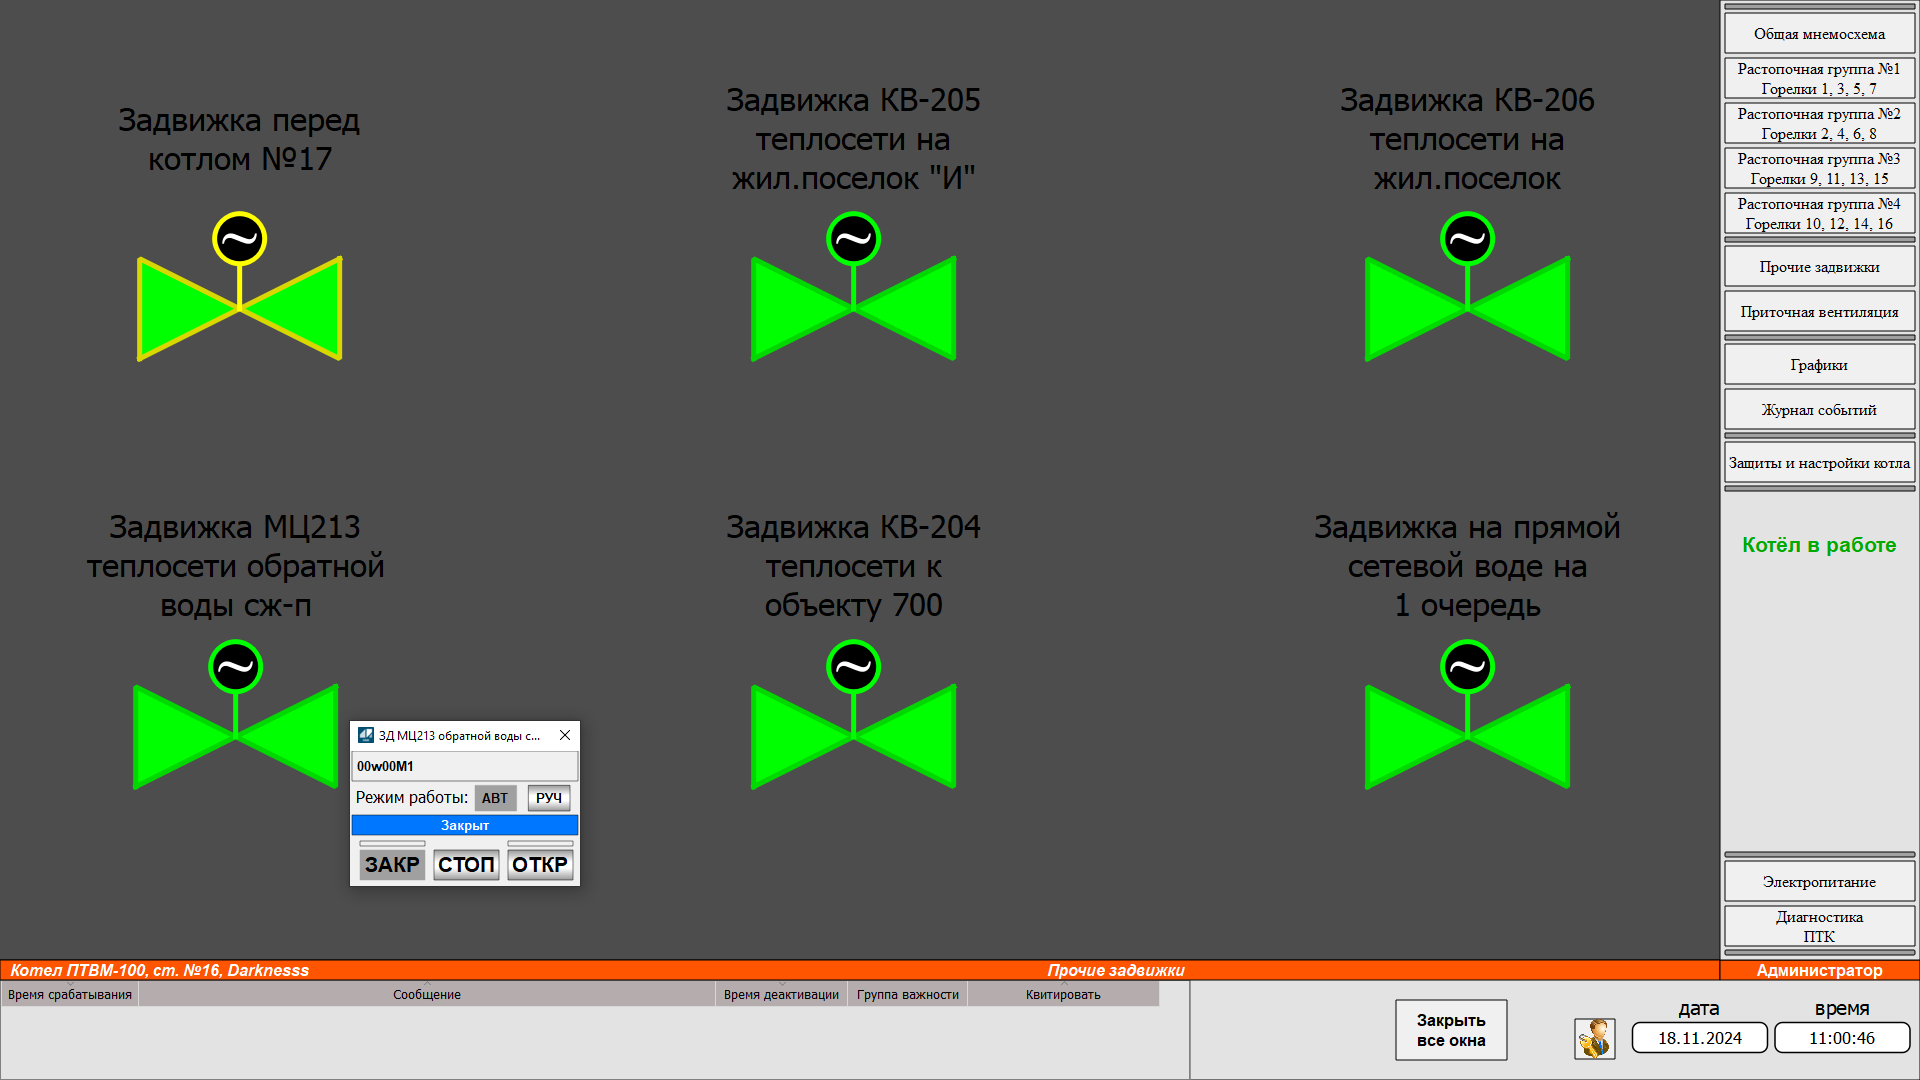 Задвижка перед
котлом №17
Задвижка КВ-205
теплосети на
жил.поселок "И"
Задвижка КВ-206
теплосети на
жил.поселок
Задвижка МЦ213
теплосети обратной
воды сж-п
Задвижка КВ-204
теплосети к
объекту 700
Задвижка на прямой
сетевой воде на
1 очередь
ЗД МЦ213 обратной воды с...
00w00M1
Режим работы: АВТ РУЧ
Закрыт
ЗАКР СТОП ОТКР
Общая мнемосхема
Растопочная группа №1
Горелки 1, 3, 5, 7
Растопочная группа №2
Горелки 2, 4, 6, 8
Растопочная группа №3
Горелки 9, 11, 13, 15
Растопочная группа №4
Горелки 10, 12, 14, 16
Прочие задвижки
Приточная вентиляция
Графики
Журнал событий
Защиты и настройки котла
Котёл в работе
Электропитание
Диагностика
ПТК
Котел ПТВМ-100, ст. №16, Darknesss Прочие задвижки Администратор
Время срабатывания Сообщение Время деактивации Группа важности Квитировать
Закрыть
все окна
дата время
18.11.2024 11:00:46